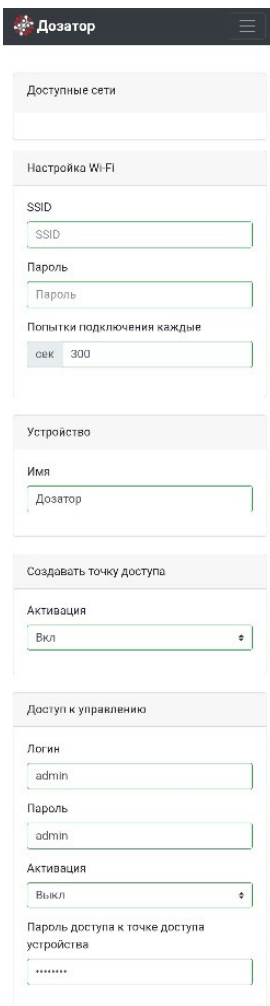 Дозатор
Доступные сети
Настройка Wi-Fi
SSID
SSID
Пароль
Пароль
Попытки подключения каждые
сек 300
Устройство
Имя
Дозатор
Создавать точку доступа
Активация
Вкл
Доступ к управлению
Логин
admin
Пароль
admin
Активация
Выкл
Пароль доступа к точке доступа
устройства
••••••••